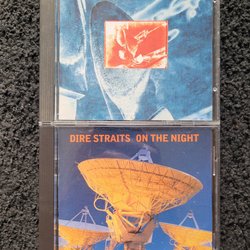 DIRE STRAITS ON THE NIGHT